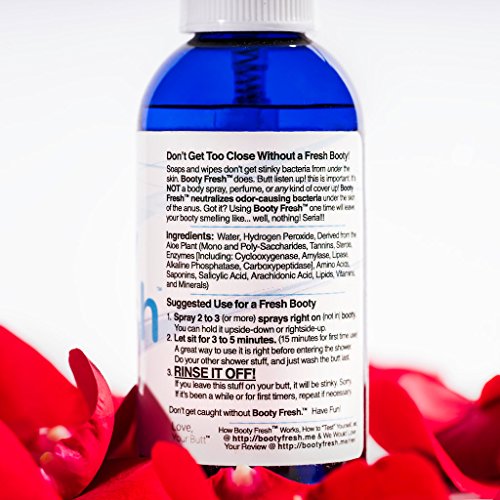 Don't Get Too Close Without a Fresh Booty!
Soaps and wipes don't get stinky bacteria from under the
skin. Booty Fresh™ does. Butt listen up! this is important. It's
NOT a body spray, perfume, or any kind of cover up! Booty
Fresh™ neutralizes odor-causing bacteria under the skin
of the anus. Got it? Using Booty Fresh™ one time will leave
your booty smelling like... well, nothing! Serial!!
Ingredients: Water, Hydrogen Peroxide, Derived from the
Aloe Plant (Mono and Poly-Saccharides, Tannins, Steroids,
Enzymes [Including: Cyclooxygenase, Amylase, Lipase,
Alkaline Phosphatase, Carboxypeptidase], Amino Acids,
Saponins, Salicylic Acid, Arachidonic Acid, Lipids, Vitamins,
and Minerals)
h™
Suggested Use for a Fresh Booty
1. Spray 2 to 3 (or more) sprays right on (not in) booty.
You can hold it upside-down or rightside-up.
2. Let sit for 3 to 5 minutes. (15 minutes for first time users)
A great way to use it is right before entering the shower.
Do your other shower stuff, and just wash the butt last.
3. RINSE IT OFF!
If you leave this stuff on your butt, it will be stinky. Sorry.
If it's been a while or for first timers, repeat if necessary.
Don't get caught without Booty Fresh.™ Have Fun!
Love,
Your Butt™
How Booty Fresh™ Works, How to "Test" Yourself, at
@ http://bootyfresh.me & We Would Love
Your Review @ http://bootyfresh.me/